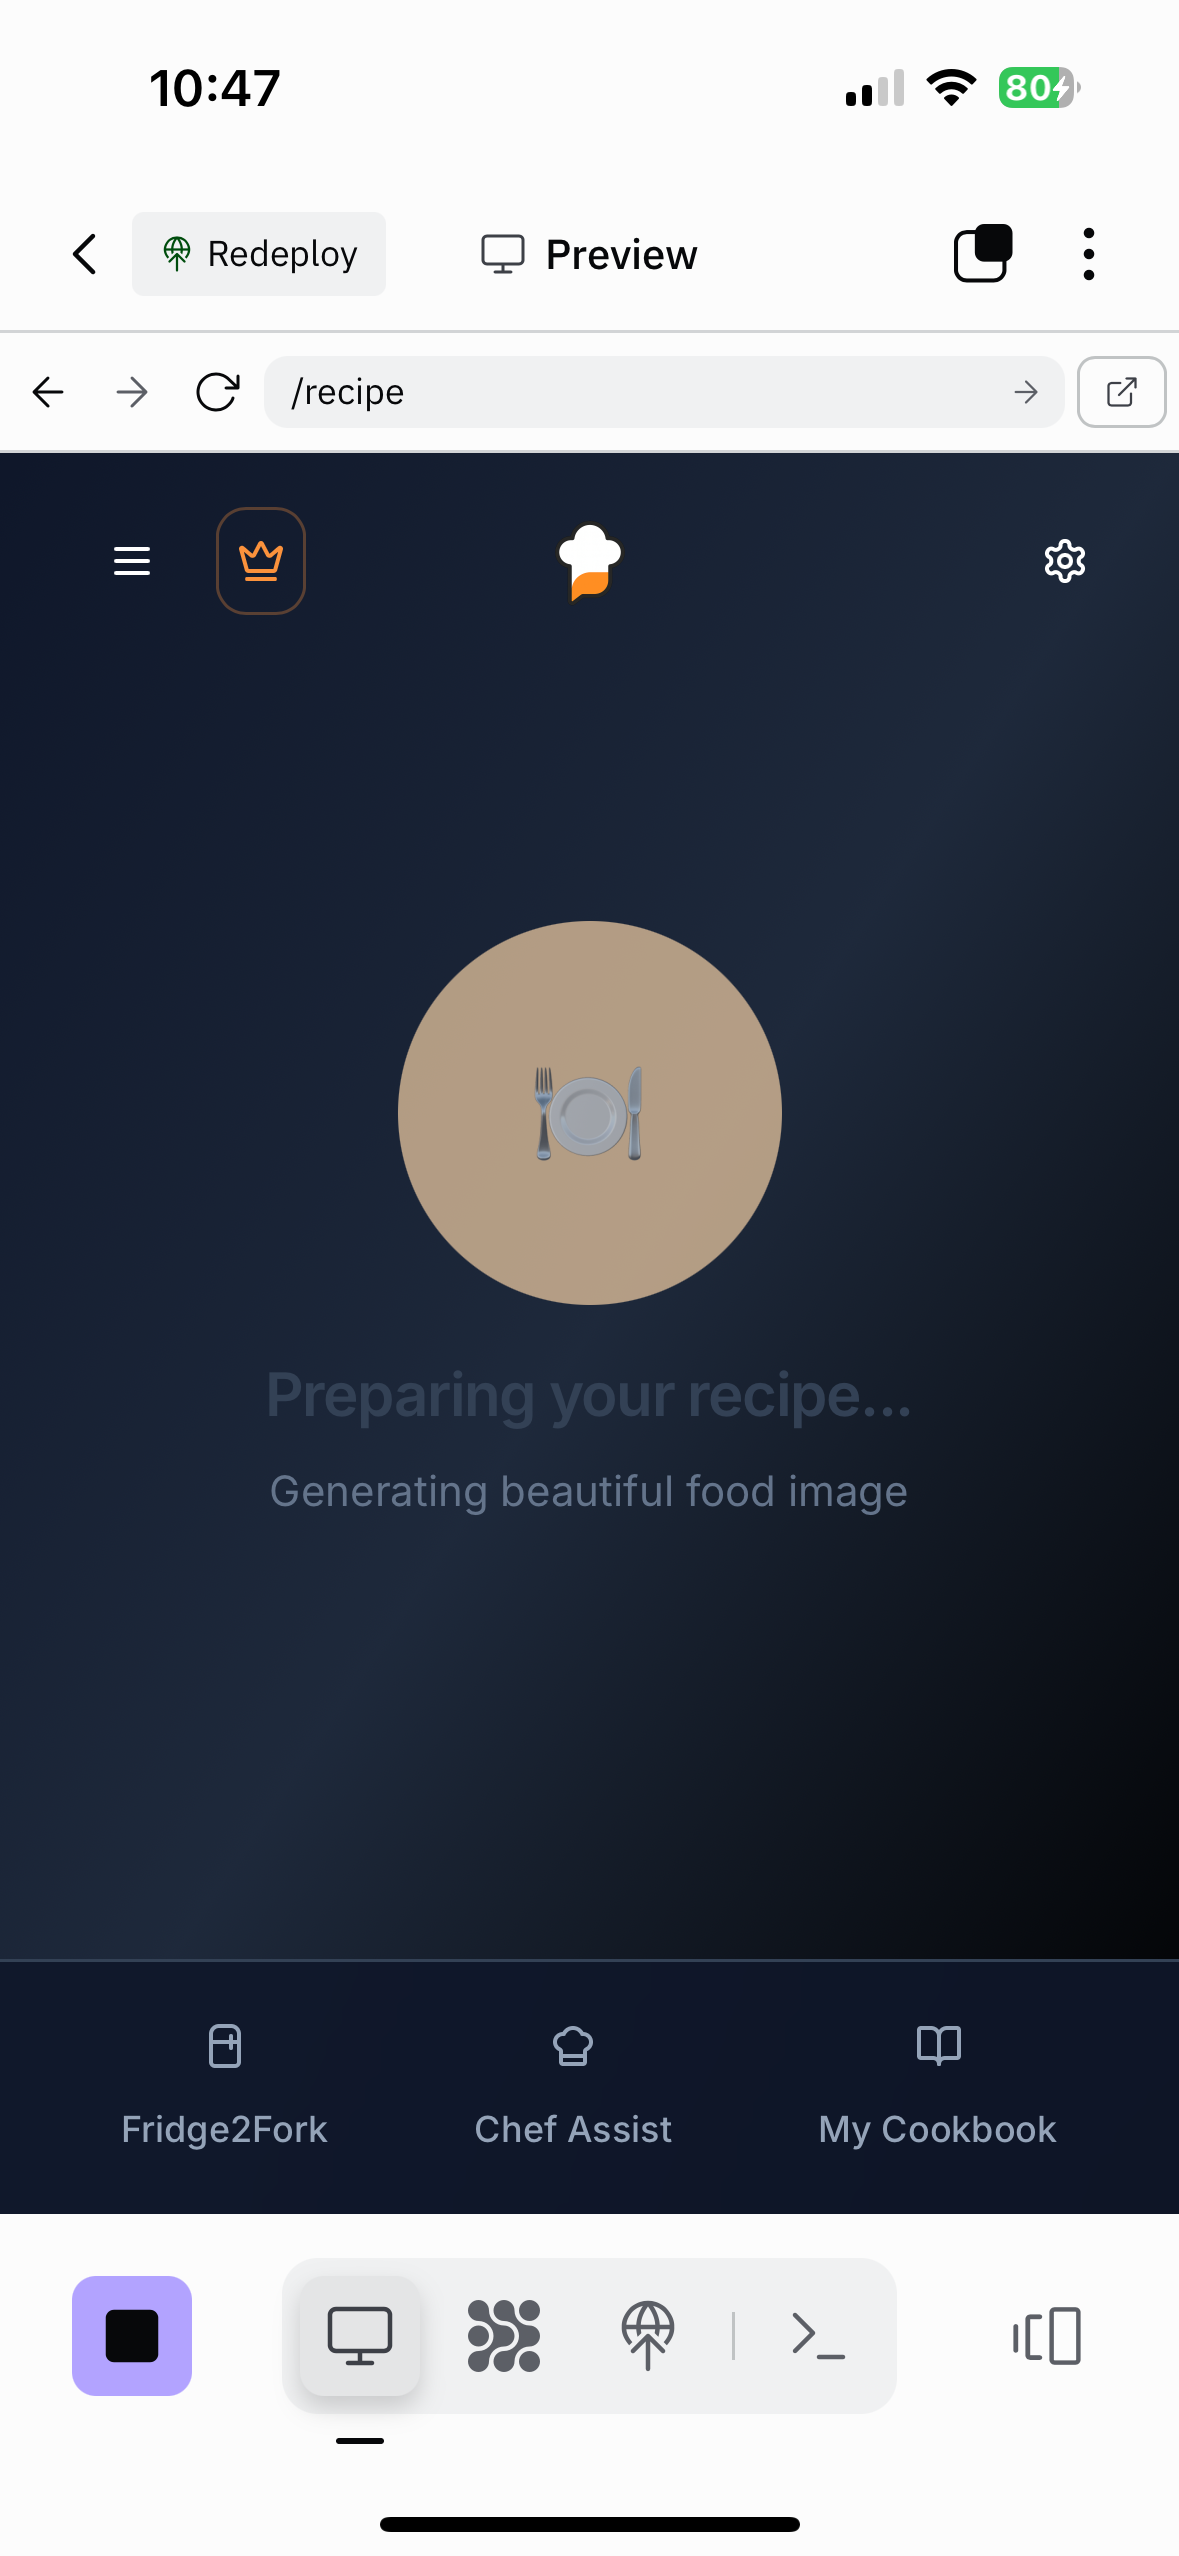 10:47
80
Redeploy
Preview
/recipe
Preparing your recipe...
Generating beautiful food image
Fridge2Fork
Chef Assist
My Cookbook